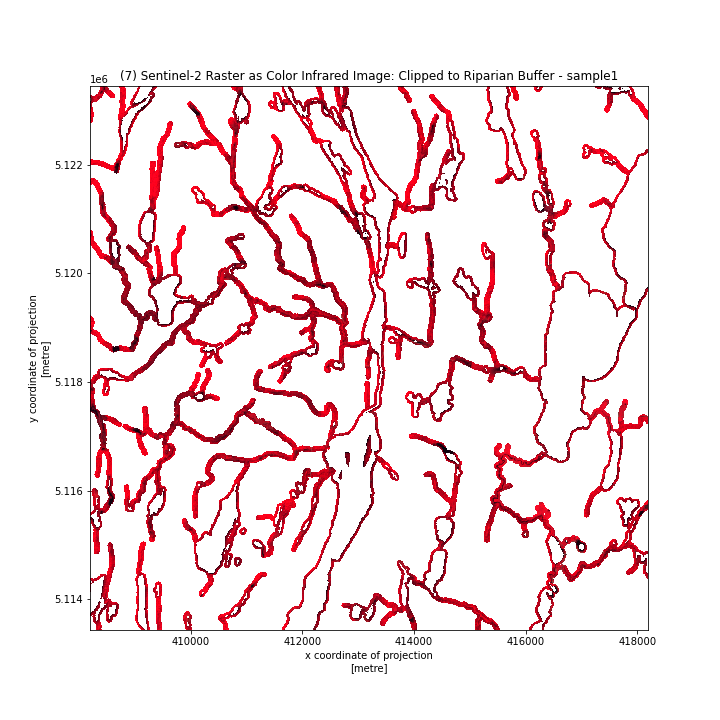 (7) Sentinel-2 Raster as Color Infrared Image: Clipped to Riparian Buffer - sample1
1e6
5.122
5.120
5.118
5.116
5.114
y coordinate of projection
[metre]
410000 412000 414000 416000 418000
x coordinate of projection
[metre]